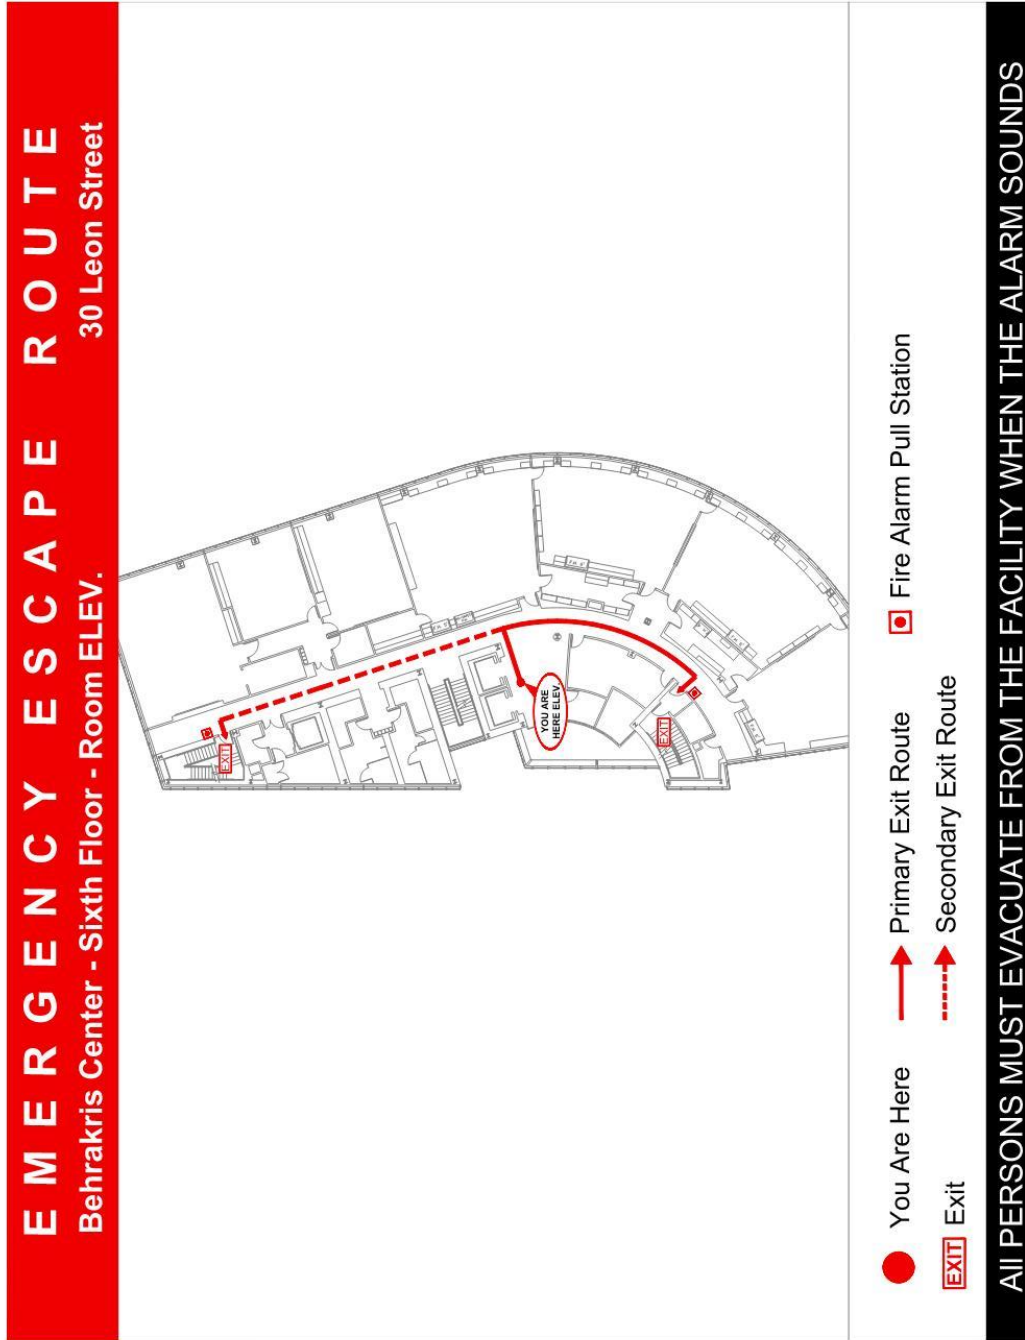 EMERGENCY ESCAPE ROUTE
Behrakris Center - Sixth Floor - Room ELEV.
30 Leon Street
EXIT
YOU ARE
HERE ELEV.
EXIT
You Are Here
Primary Exit Route
Fire Alarm Pull Station
EXIT Exit
Secondary Exit Route
All PERSONS MUST EVACUATE FROM THE FACILITY WHEN THE ALARM SOUNDS